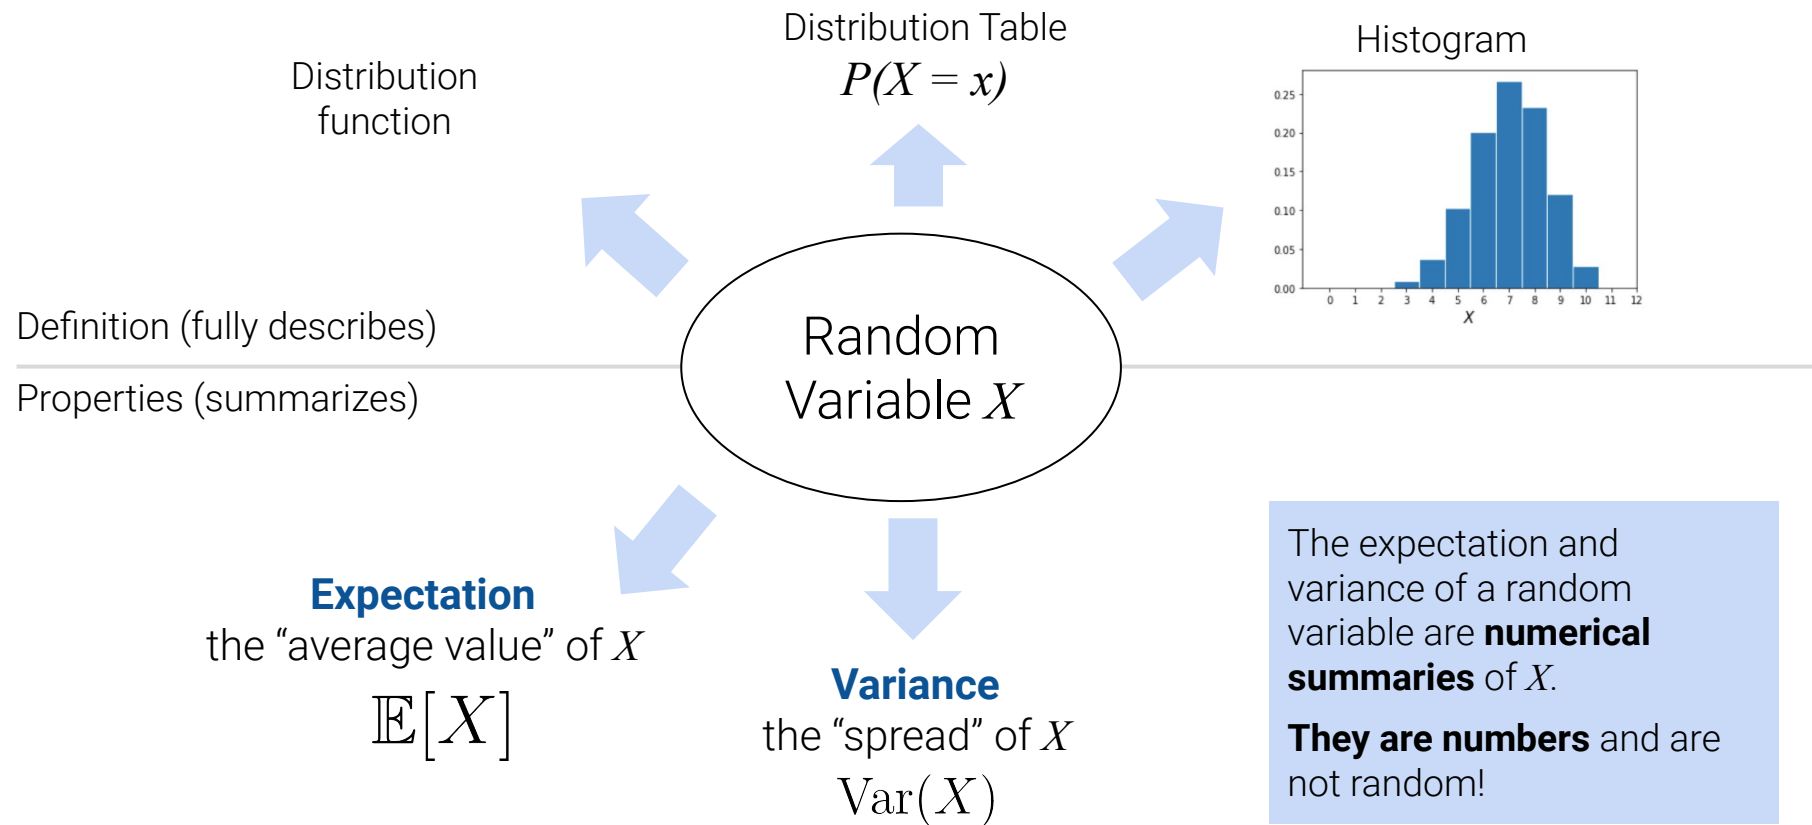 Distribution
function
Distribution Table
P(X = x)
Histogram
0.25
0.20
0.15
0.10
0.05
0.00
0 1 2 3 4 5 6 7 8 9 10 11 12
X
Definition (fully describes)
Random
Variable X
Properties (summarizes)
Expectation
the “average value” of X
𝔼[X]
Variance
the “spread” of X
Var(X)
The expectation and
variance of a random
variable are numerical
summaries of X.
They are numbers and are
not random!